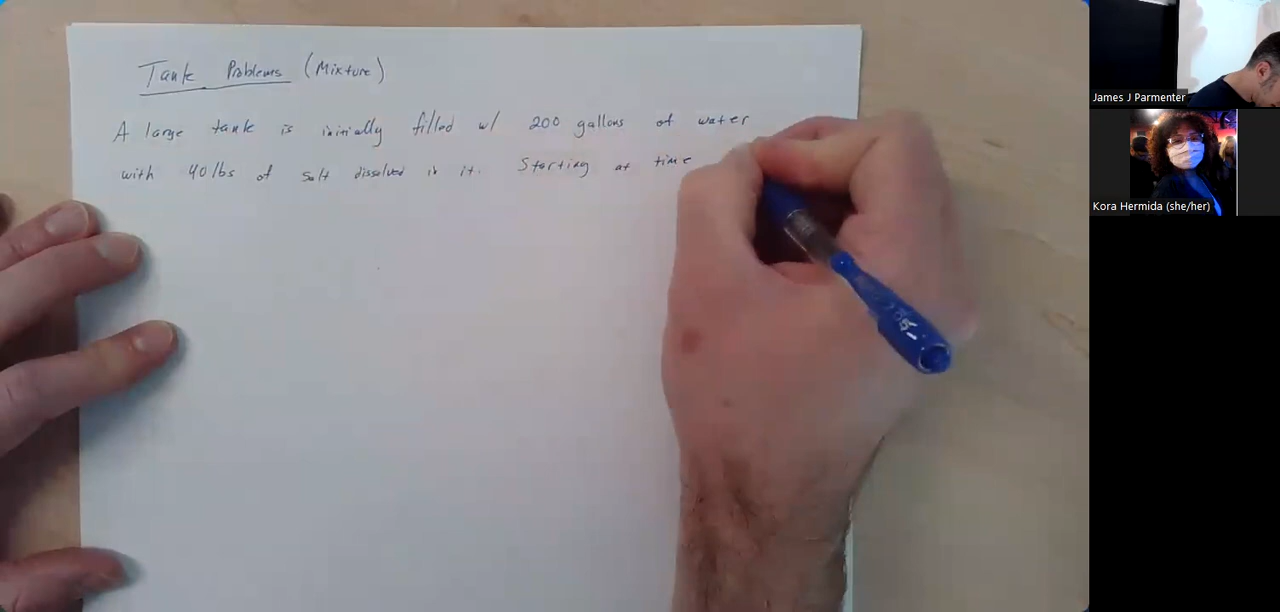 Tank Problems (Mixture)
A large tank is initially filled w/ 200 gallons of water
with 40 lbs of salt dissolved in it. Starting at time
James J Parmenter
Kora Hermida (she/her)